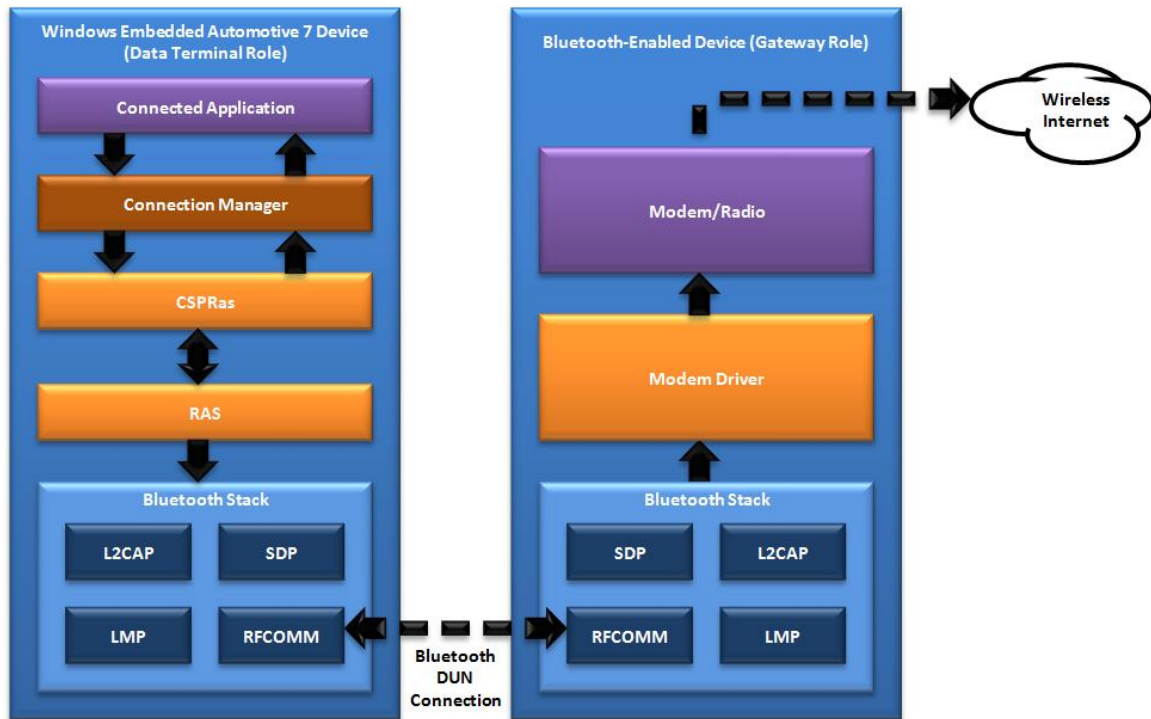 Windows Embedded Automotive 7 Device
(Data Terminal Role)
Connected Application
Connection Manager
CSPRas
RAS
Bluetooth Stack
L2CAP
SDP
LMP
RFCOMM
Bluetooth
DUN
Connection
Bluetooth-Enabled Device (Gateway Role)
Modem/Radio
Modem Driver
Bluetooth Stack
SDP
L2CAP
RFCOMM
LMP
Wireless
Internet